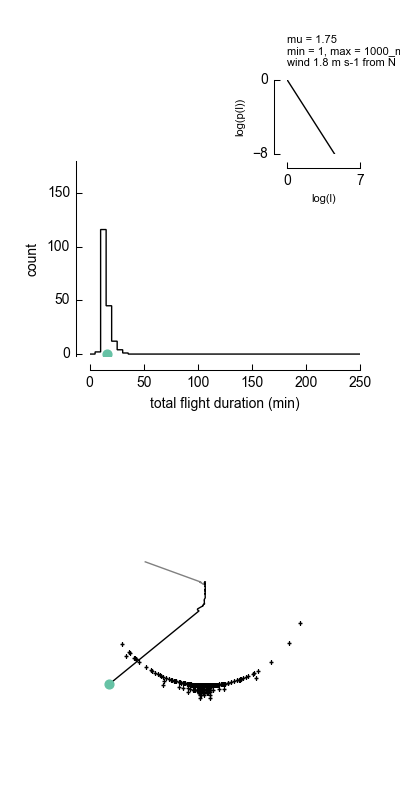 mu = 1.75
min = 1, max = 1000_m
wind 1.8 m s-1 from N
0
log(p(l))
−8
0 7
log(l)
150
100
count
50
0
0 50 100 150 200 250
total flight duration (min)